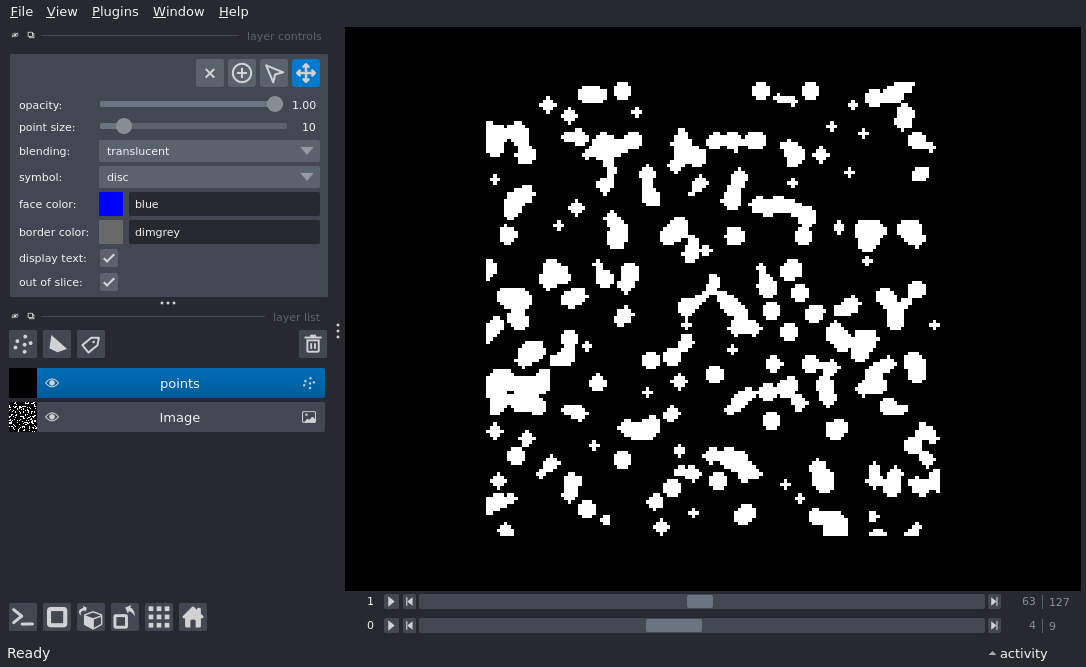 File View Plugins Window Help
layer controls
opacity: 1.00
point size: 10
blending: translucent
symbol: disc
face color: blue
border color: dimgrey
display text:
out of slice:
layer list
points
Image
1 63 127
0 4 9
Ready activity